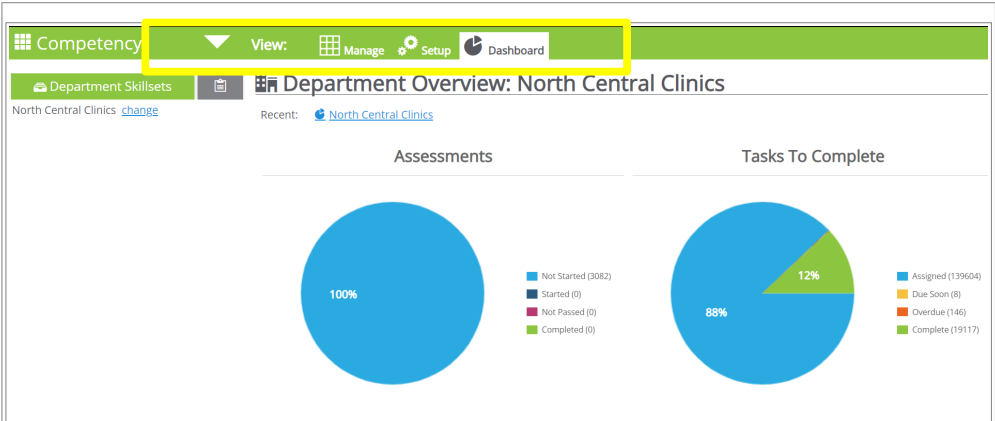 Competency View: Manage Setup Dashboard
Department Skillsets
North Central Clinics change
Department Overview: North Central Clinics
Recent: North Central Clinics
Assessments
100%
Not Started (3082)
Started (0)
Not Passed (0)
Completed (0)
Tasks To Complete
12%
88%
Assigned (139604)
Due Soon (8)
Overdue (146)
Complete (19117)